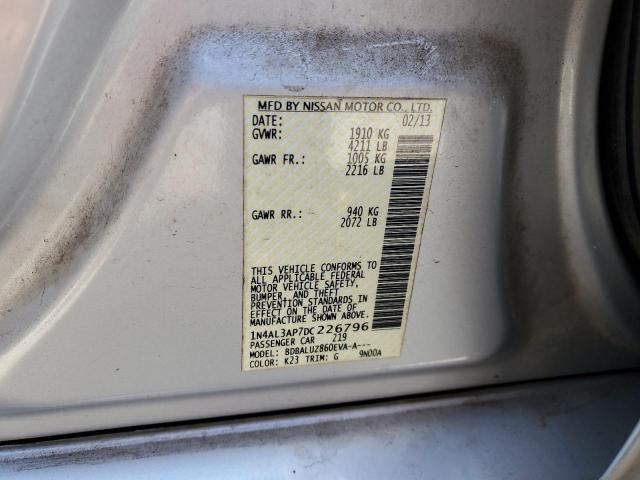 MFD BY NISSAN MOTOR CO., LTD.
DATE: 02/13
GVWR: 1910 KG
4211 LB
GAWR FR.: 1005 KG
2216 LB
GAWR RR.: 940 KG
2072 LB
THIS VEHICLE CONFORMS TO
ALL APPLICABLE FEDERAL
MOTOR VEHICLE SAFETY,
BUMPER, AND THEFT
PREVENTION STANDARDS IN
EFFECT ON THE DATE OF
MANUFACTURE SHOWN ABOVE.
1N4AL3AP7DC226796
PASSENGER CAR Z19
MODEL: BDBALUZ860EVA-A---
COLOR: K23 TRIM: G 9N00A